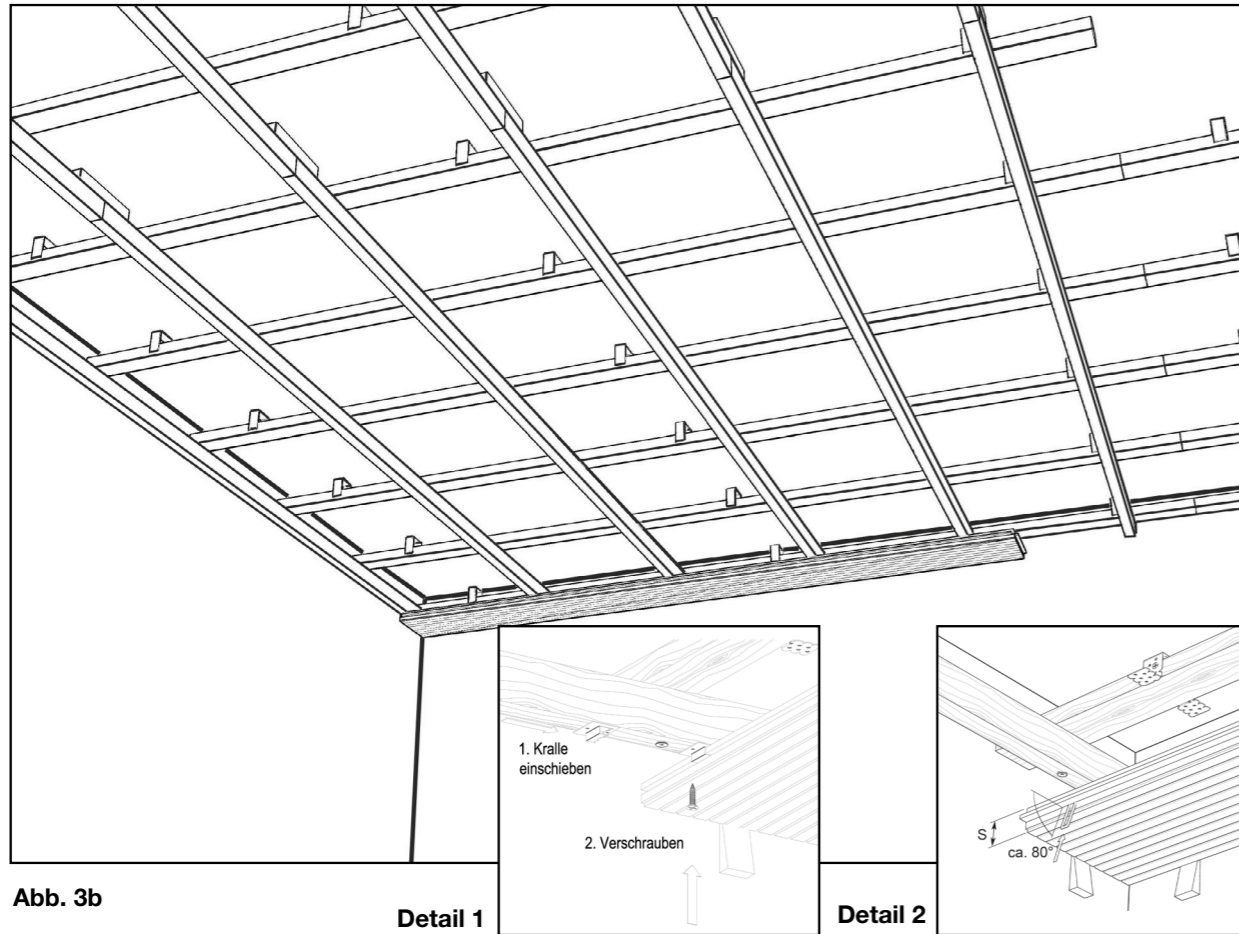 1. Kralle
einschieben
2. Verschrauben
S
ca. 80°
Abb. 3b
Detail 1
Detail 2